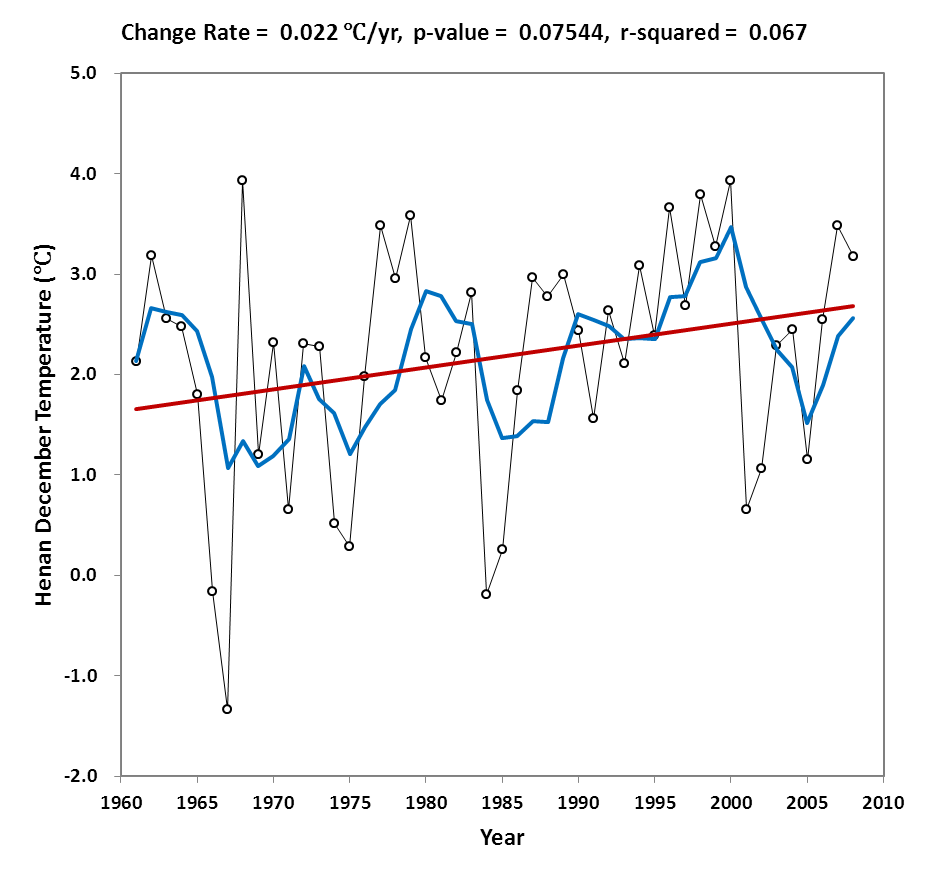 Change Rate = 0.022 ℃/yr, p-value = 0.07544, r-squared = 0.067
5.0
4.0
3.0
2.0
1.0
0.0
-1.0
-2.0
Henan December Temperature (℃)
1960 1965 1970 1975 1980 1985 1990 1995 2000 2005 2010
Year